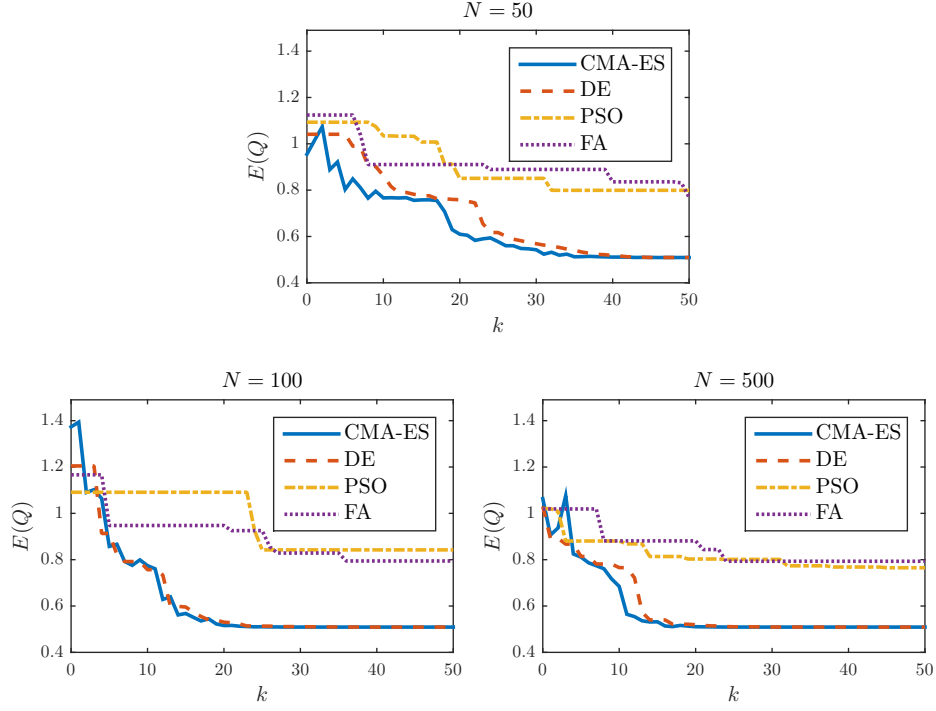 N = 50
E(Q)
1.4
1.2
1
0.8
0.6
0.4
CMA-ES
DE
PSO
FA
0 10 20 30 40 50
k
N = 100
E(Q)
1.4
1.2
1
0.8
0.6
0.4
CMA-ES
DE
PSO
FA
0 10 20 30 40 50
k
N = 500
E(Q)
1.4
1.2
1
0.8
0.6
0.4
CMA-ES
DE
PSO
FA
0 10 20 30 40 50
k